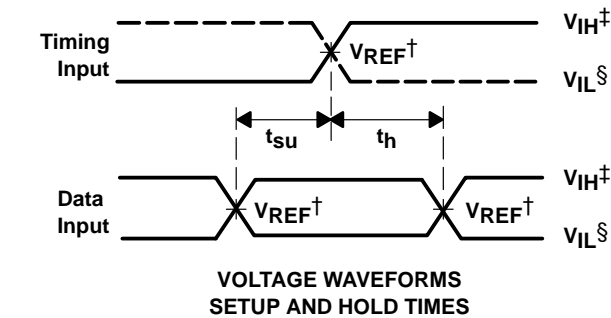 Timing
Input
VREF†
VIH‡
VIL§
tsu
th
Data
Input
VREF†
VREF†
VIH‡
VIL§
VOLTAGE WAVEFORMS
SETUP AND HOLD TIMES